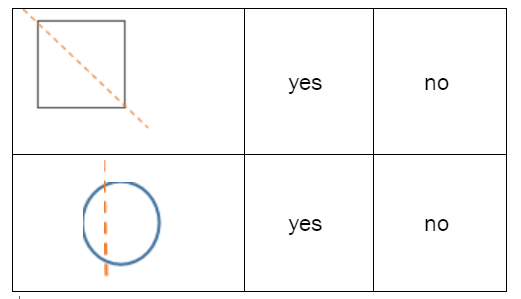 yes no
yes no